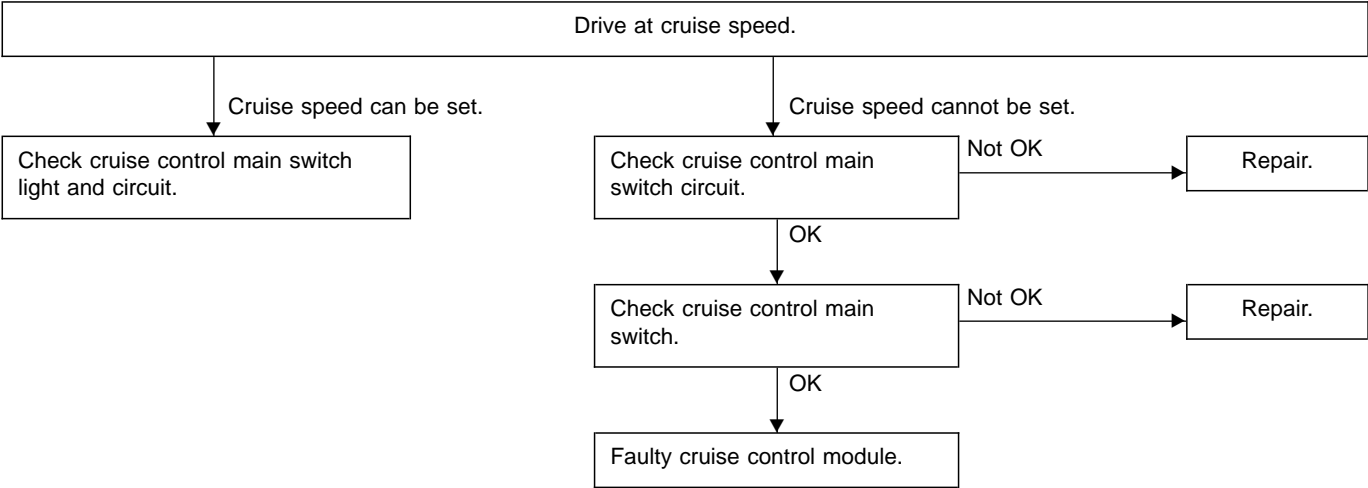 Drive at cruise speed.
Cruise speed can be set.
Cruise speed cannot be set.
Check cruise control main switch
light and circuit.
Check cruise control main
switch circuit.
Not OK
Repair.
OK
Check cruise control main
switch.
Not OK
Repair.
OK
Faulty cruise control module.